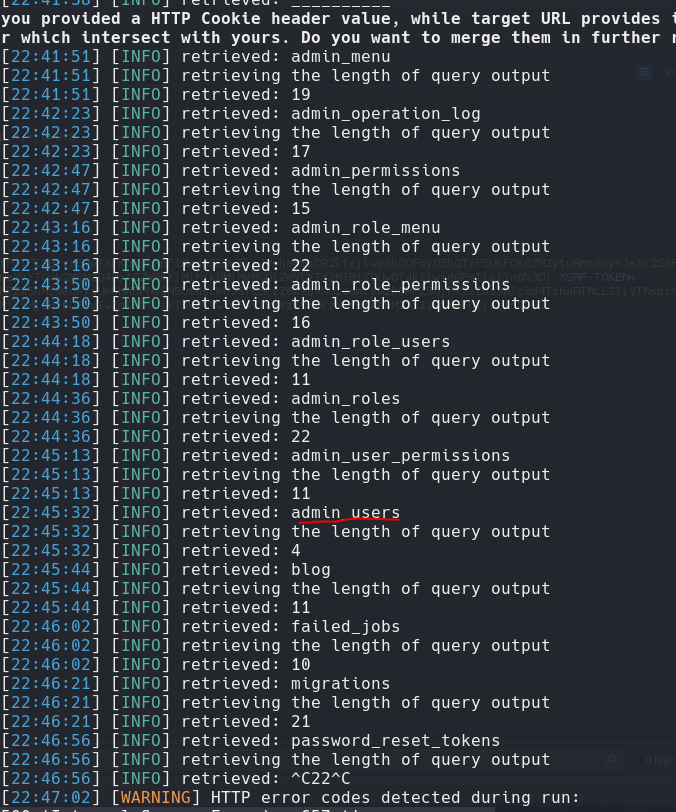 you provided a HTTP Cookie header value, while target URL provides
r which intersect with yours. Do you want to merge them in further
[22:41:51] [INFO] retrieved: admin_menu
[22:41:51] [INFO] retrieving the length of query output
[22:41:51] [INFO] retrieved: 19
[22:42:23] [INFO] retrieved: admin_operation_log
[22:42:23] [INFO] retrieving the length of query output
[22:42:23] [INFO] retrieved: 17
[22:42:47] [INFO] retrieved: admin_permissions
[22:42:47] [INFO] retrieving the length of query output
[22:42:47] [INFO] retrieved: 15
[22:43:16] [INFO] retrieved: admin_role_menu
[22:43:16] [INFO] retrieving the length of query output
[22:43:16] [INFO] retrieved: 22
[22:43:50] [INFO] retrieved: admin_role_permissions
[22:43:50] [INFO] retrieving the length of query output
[22:43:50] [INFO] retrieved: 16
[22:44:18] [INFO] retrieved: admin_role_users
[22:44:18] [INFO] retrieving the length of query output
[22:44:18] [INFO] retrieved: 11
[22:44:36] [INFO] retrieved: admin_roles
[22:44:36] [INFO] retrieving the length of query output
[22:44:36] [INFO] retrieved: 22
[22:45:13] [INFO] retrieved: admin_user_permissions
[22:45:13] [INFO] retrieving the length of query output
[22:45:13] [INFO] retrieved: 11
[22:45:32] [INFO] retrieved: admin_users
[22:45:32] [INFO] retrieving the length of query output
[22:45:32] [INFO] retrieved: 4
[22:45:44] [INFO] retrieved: blog
[22:45:44] [INFO] retrieving the length of query output
[22:45:44] [INFO] retrieved: 11
[22:46:02] [INFO] retrieved: failed_jobs
[22:46:02] [INFO] retrieving the length of query output
[22:46:02] [INFO] retrieved: 10
[22:46:21] [INFO] retrieved: migrations
[22:46:21] [INFO] retrieving the length of query output
[22:46:21] [INFO] retrieved: 21
[22:46:56] [INFO] retrieved: password_reset_tokens
[22:46:56] [INFO] retrieving the length of query output
[22:46:56] [INFO] retrieved: ^C22^C
[22:47:02] [WARNING] HTTP error codes detected during run: